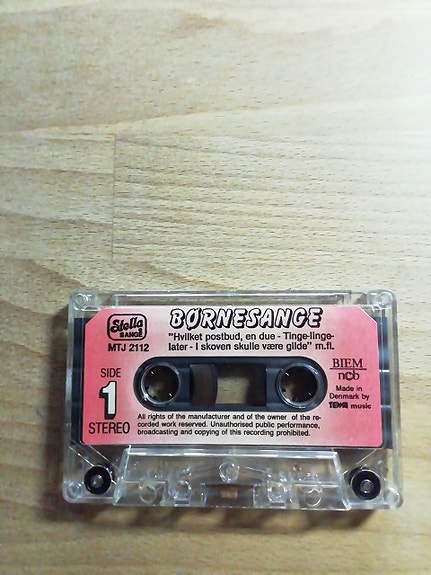 Stella
SANGE
BØRNESANGE
MTJ 2112
"Hvilket postbud, en due - Tinge-linge-
later - I skoven skulle være gilde" m.fl.
SIDE
1
STEREO
BIEM
ncb
Made in
Denmark by
music
All rights of the manufacturer and of the owner of the re-
corded work reserved. Unauthorised public performance,
broadcasting and copying of this recording prohibited.